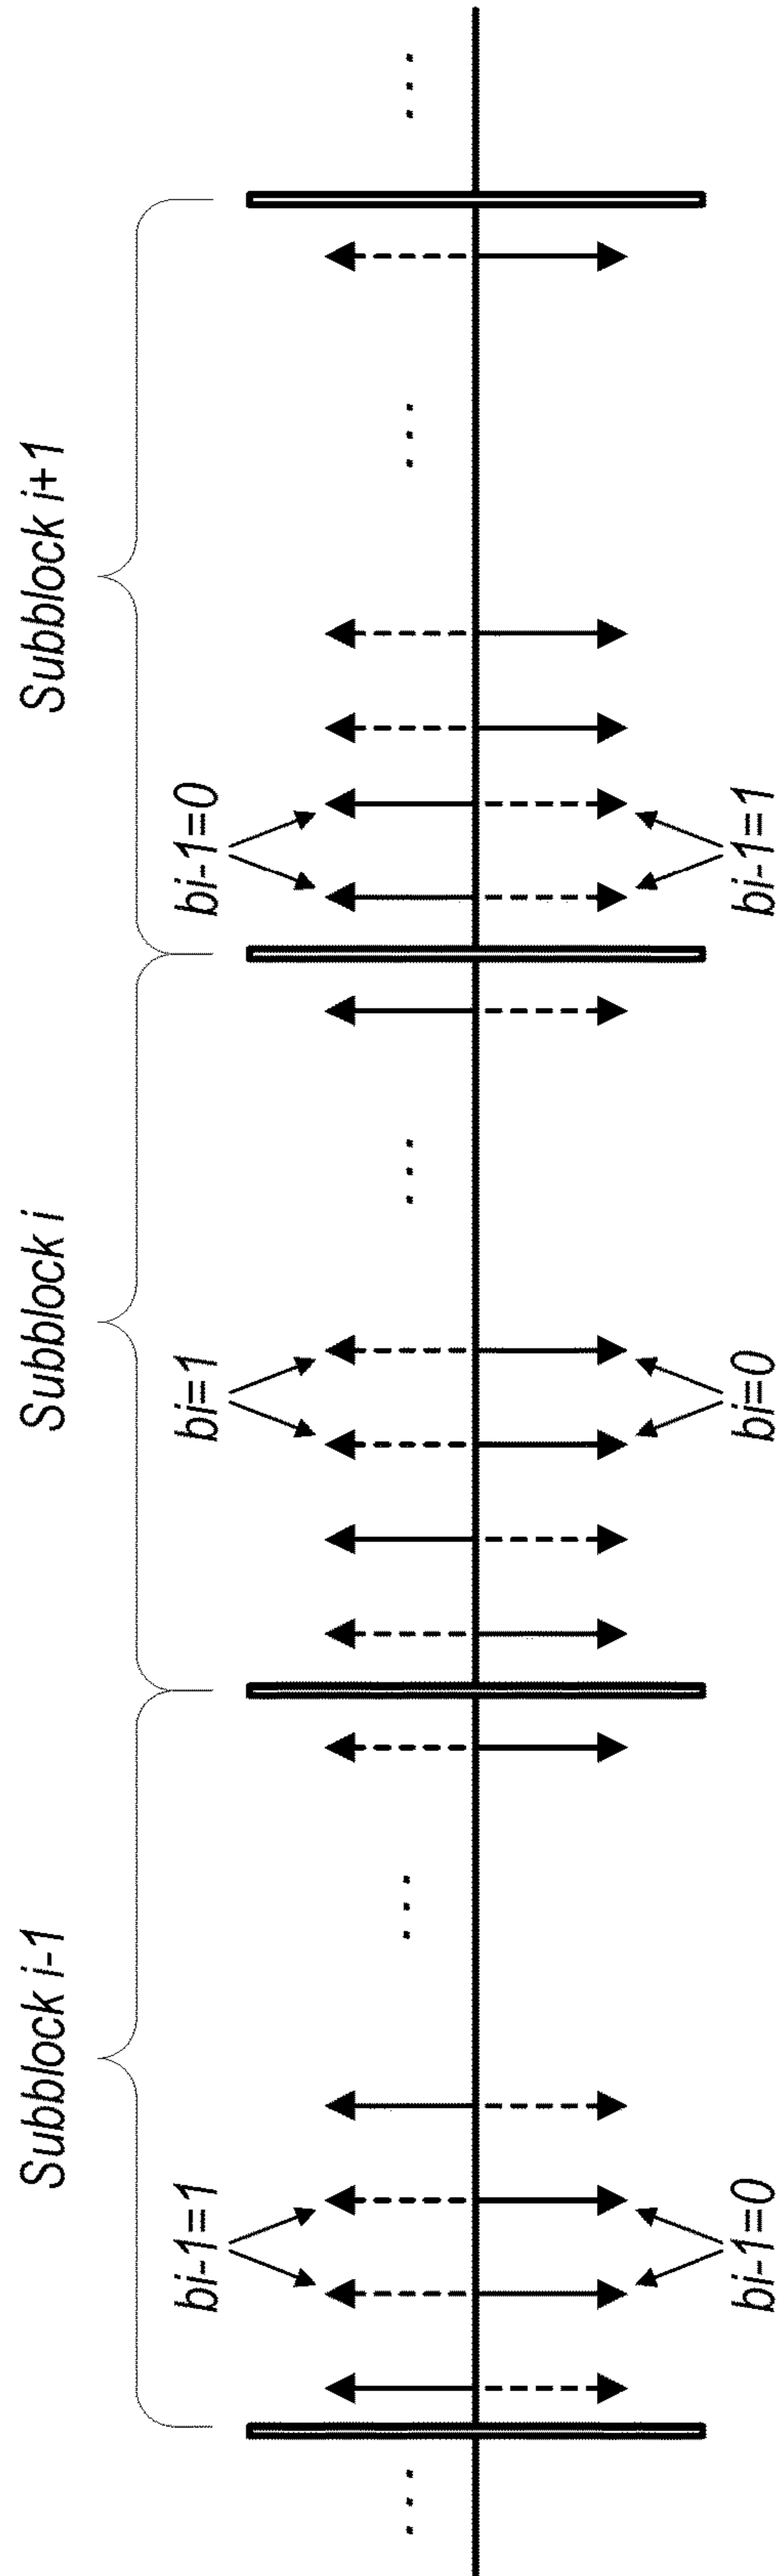 Subblock i-1
Subblock i
Subblock i+1
bi-1=1
bi=1
bi-1=0
bi-1=0
bi=0
bi-1=1